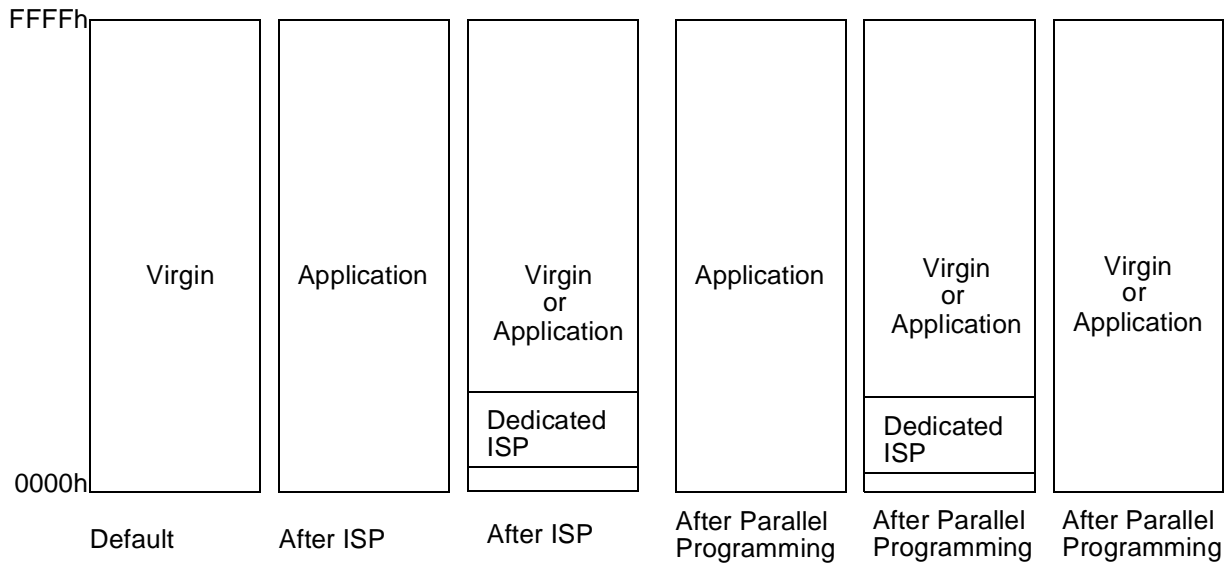 FFFFh
Virgin
Application
Virgin
or
Application
Application
Virgin
or
Application
Virgin
or
Application
Dedicated
ISP
Dedicated
ISP
0000h
Default
After ISP
After ISP
After Parallel
Programming
After Parallel
Programming
After Parallel
Programming